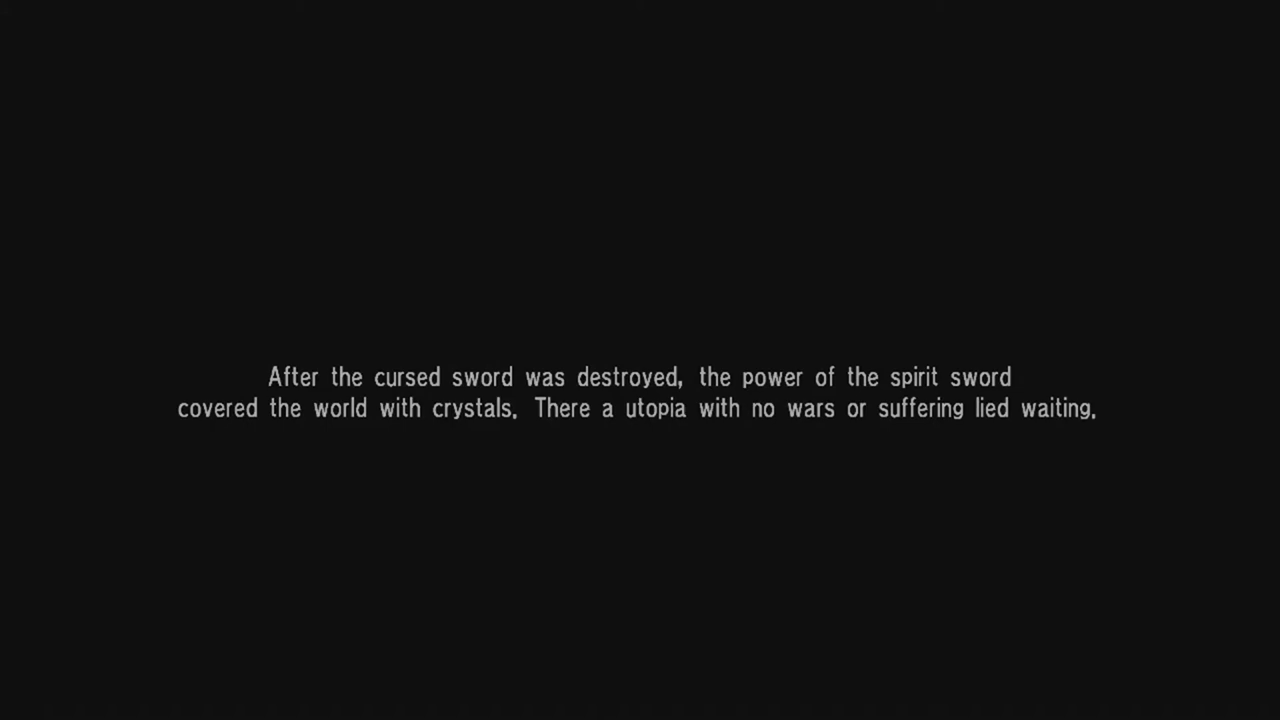 After the cursed sword was destroyed, the power of the spirit sword
covered the world with crystals. There a utopia with no wars or suffering lied waiting.